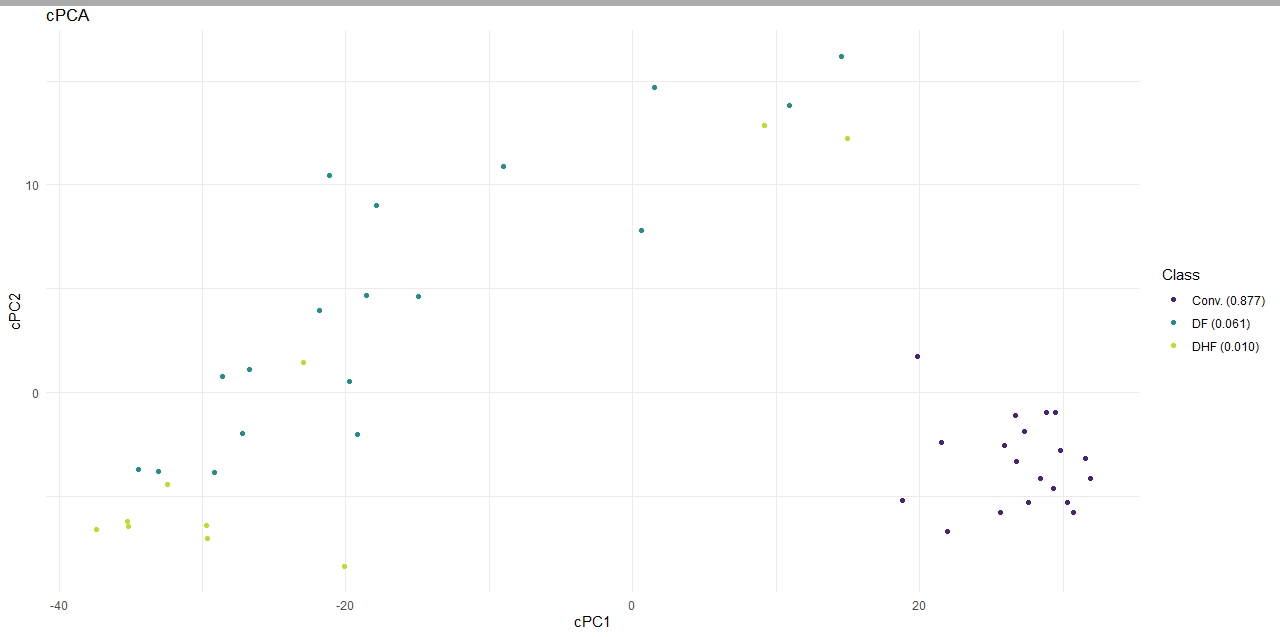 cPCA
10
0
cPC2
-40
-20
0
20
cPC1
Class
Conv. (0.877)
DF (0.061)
DHF (0.010)